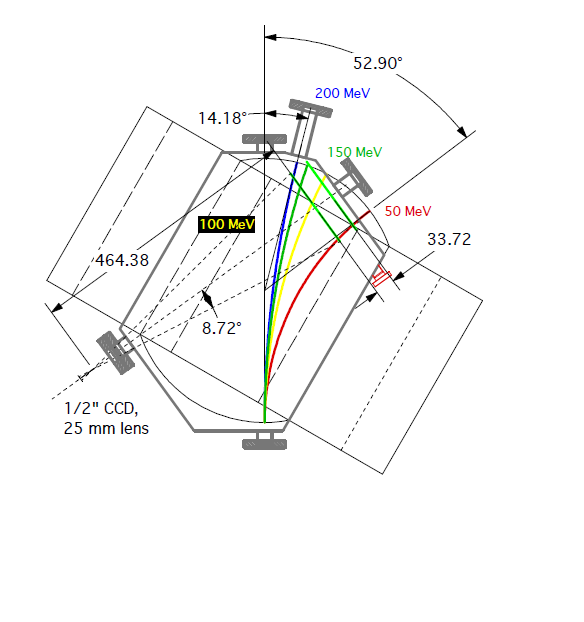 52.90°
200 MeV
14.18°
150 MeV
50 MeV
100 MeV
33.72
464.38
8.72°
1/2" CCD,
25 mm lens